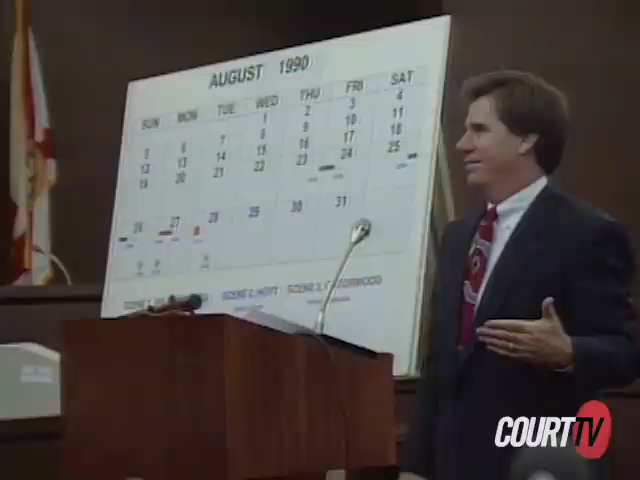 AUGUST 1990
SUN MON TUE WED THU FRI SAT
1 2 3 4
5 6 7 8 9 10 11
12 13 14 15 16 17 18
19 20 21 22 23 24 25
26 27 28 29 30 31
SCENE 2, HOYT SCENE 3,
COURT TV